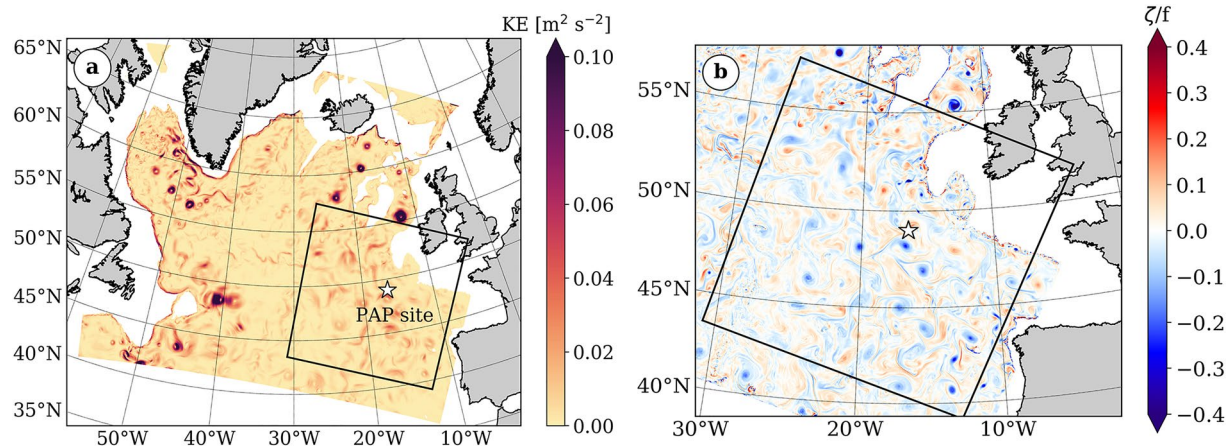 KE [m² s⁻²]
a
65°N
60°N
55°N
50°N
45°N
40°N
35°N
50°W
40°W
30°W
20°W
10°W
PAP site
0.10
0.08
0.06
0.04
0.02
0.00
ζ/f
b
55°N
50°N
45°N
40°N
30°W
20°W
10°W
0.4
0.3
0.2
0.1
0.0
−0.1
−0.2
−0.3
−0.4